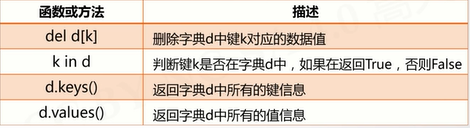 函数或方法 描述
del d[k] 删除字典d中键k对应的数据值
k in d 判断键k是否在字典d中，如果在返回True，否则False
d.keys() 返回字典d中所有的键信息
d.values() 返回字典d中所有的值信息